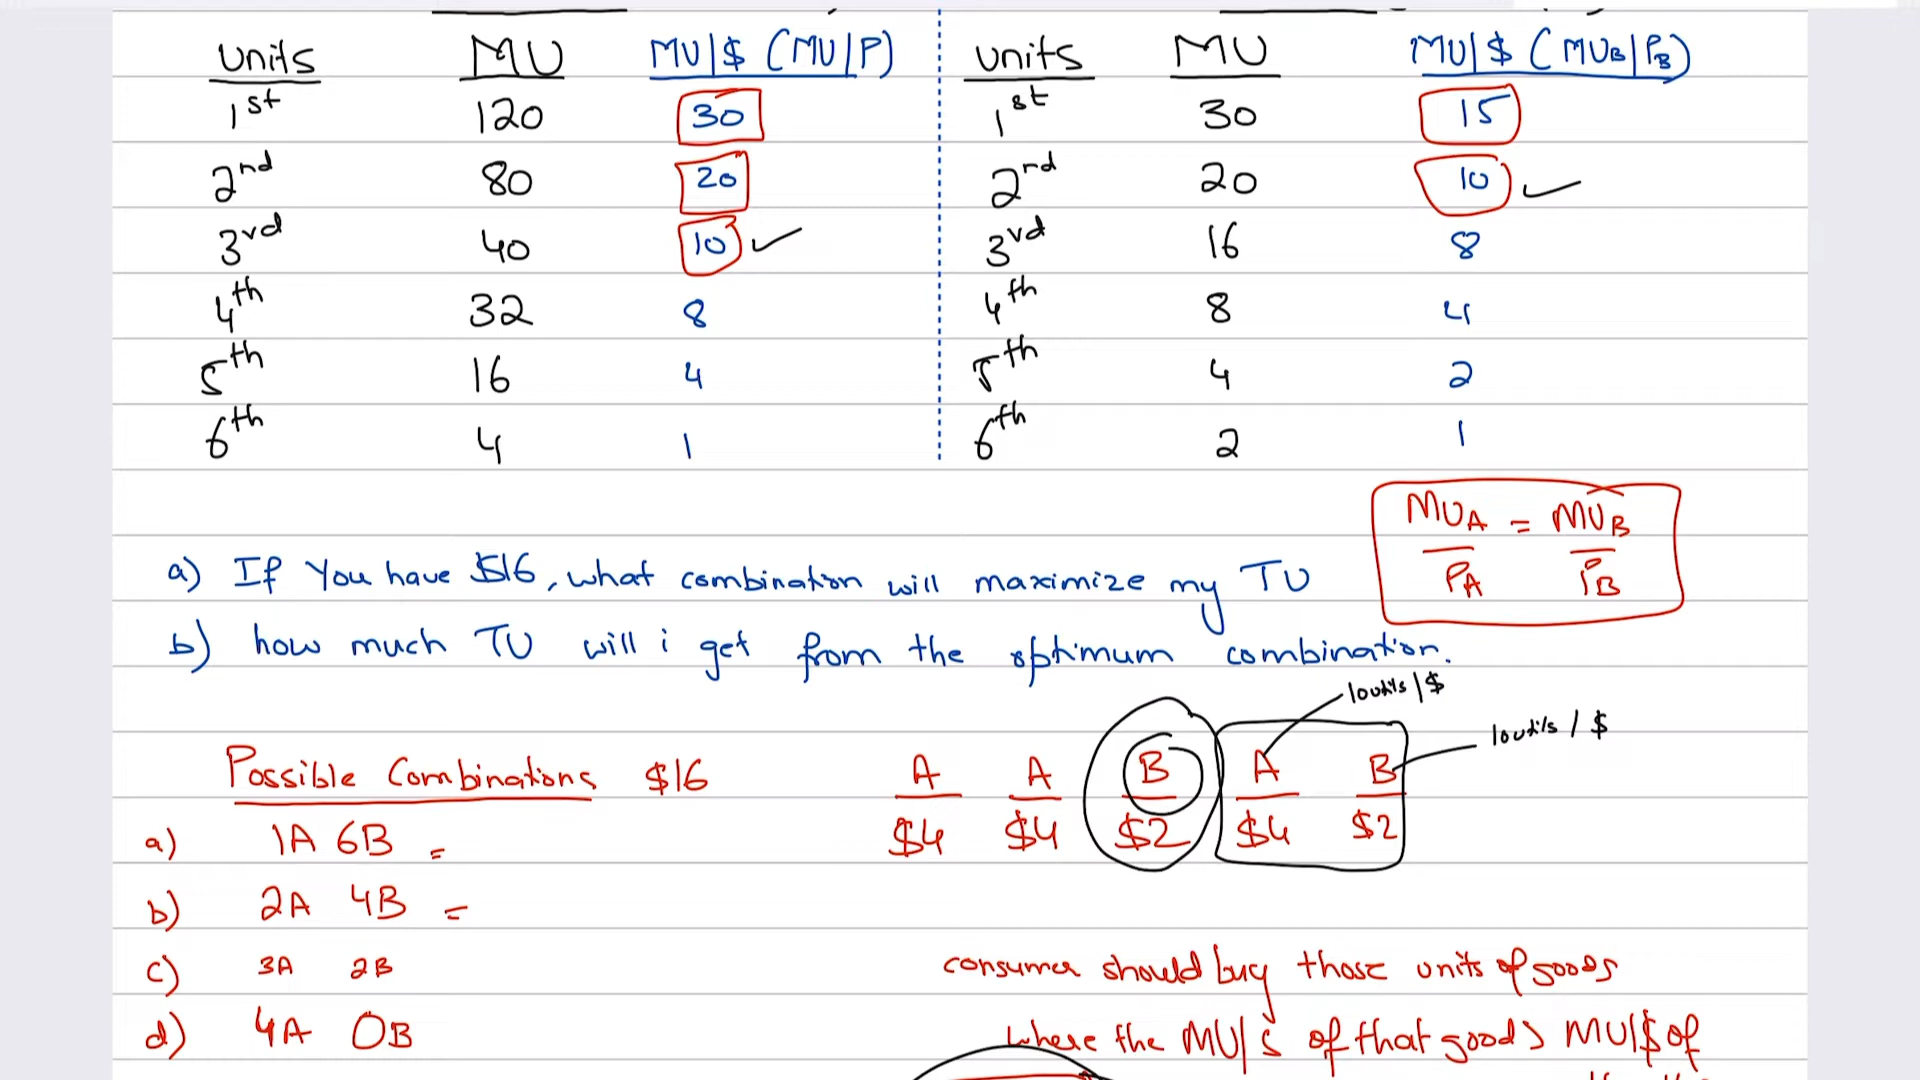 units MU MU/$ (MU/P) units MU MU/$ (MUB/PB)
1st 120 30 1st 30 15
2nd 80 20 2nd 20 10
3rd 40 10 3rd 16 8
4th 32 8 4th 8 4
5th 16 4 5th 4 2
6th 4 1 6th 2 1
MUA = MUB
PA PB
a) If You have $16, what combination will maximize my TU
b) how much TU will i get from the optimum combination.
10utils/$
10utils/$
Possible Combinations $16 A A B A B
$4 $4 $2 $4 $2
a) 1A 6B =
b) 2A 4B =
c) 3A 2B
d) 4A 0B
consumer should buy those units of goods
where the MU/$ of that good MU/$ of